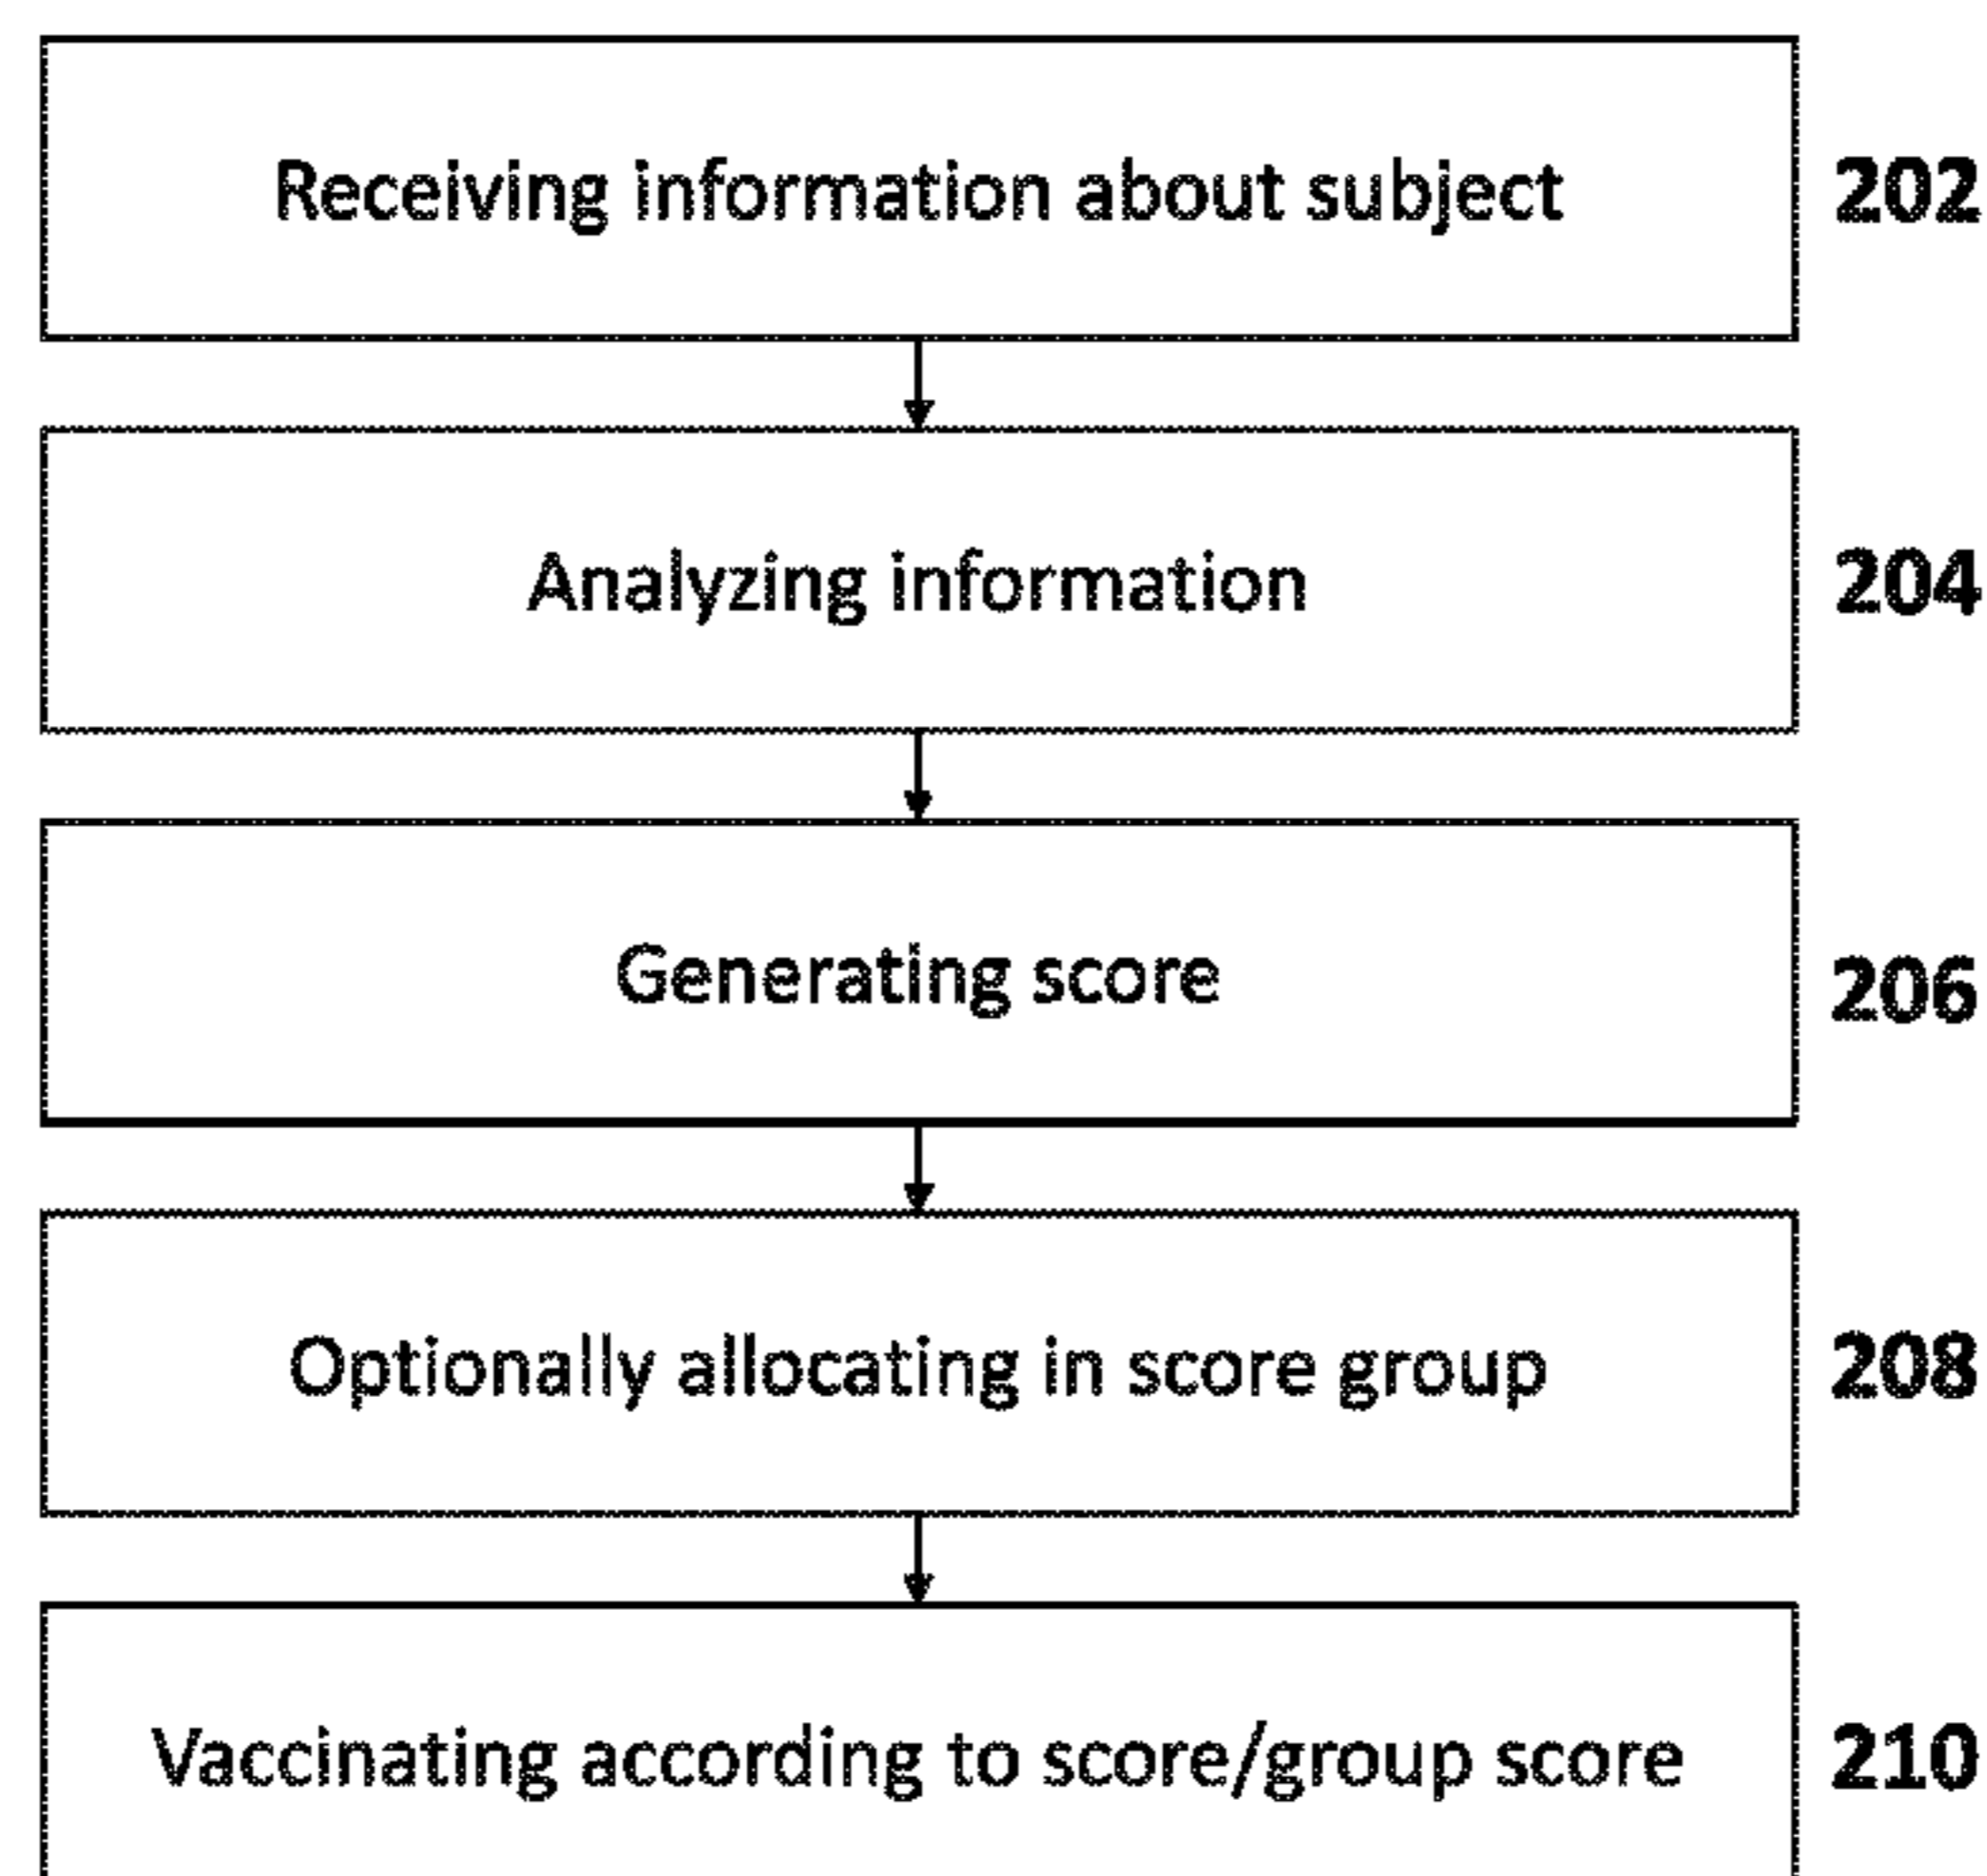 Receiving information about subject 202
Analyzing information 204
Generating score 206
Optionally allocating in score group 208
Vaccinating according to score/group score 210